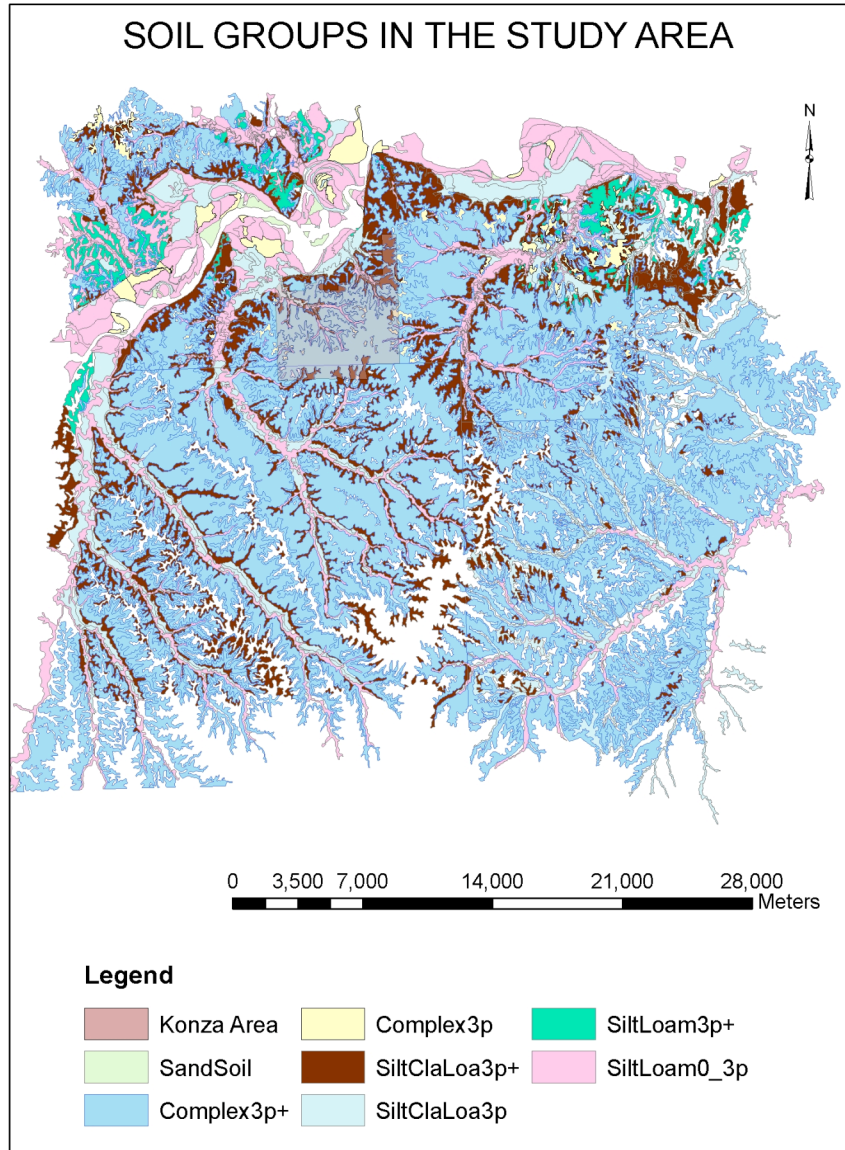 SOIL GROUPS IN THE STUDY AREA
N
0 3,500 7,000 14,000 21,000 28,000
Meters
Legend
Konza Area Complex3p SiltLoam3p+
SandSoil SiltClaLoa3p+ SiltLoam0_3p
Complex3p+ SiltClaLoa3p